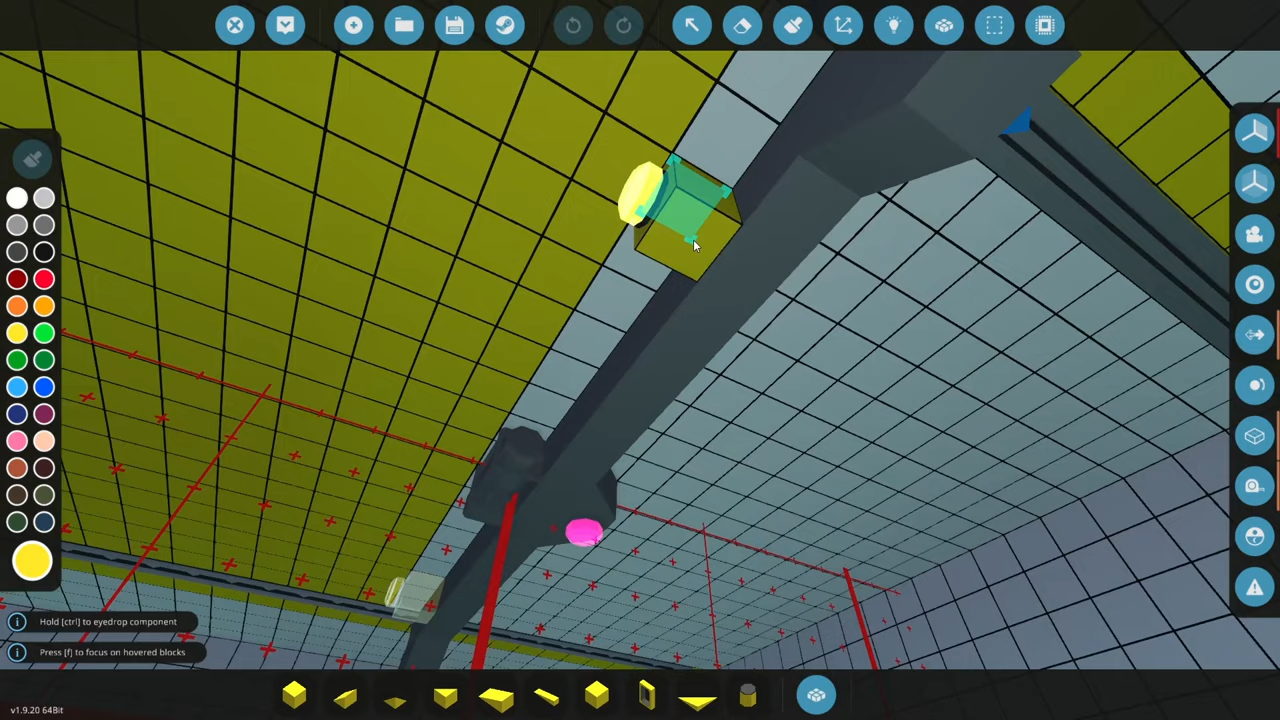 Hold [ctrl] to eyedrop component
Press [f] to focus on hovered blocks
v1.9.20 64Bit